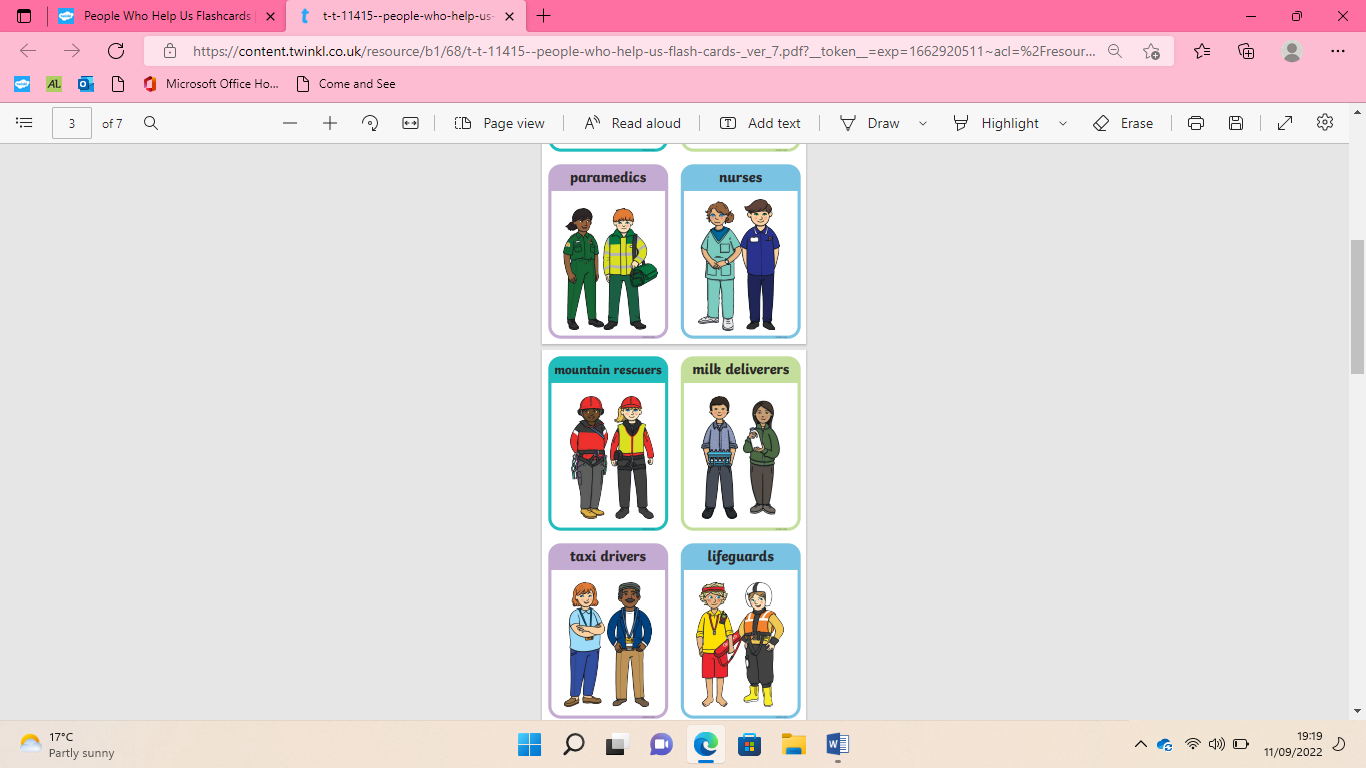 People Who Help Us Flashcards
t-t-11415--people-who-help-us-
https://content.twinkl.co.uk/resource/b1/68/t-t-11415--people-who-help-us-flash-cards-_ver_7.pdf?__token__=exp=1662920511~acl=%2Fresour...
AL
Microsoft Office Ho...
Come and See
3 of 7
Page view
Read aloud
Add text
Draw
Highlight
Erase
paramedics
nurses
mountain rescuers
milk deliverers
taxi drivers
lifeguards
17°C
Partly sunny
19:19
11/09/2022